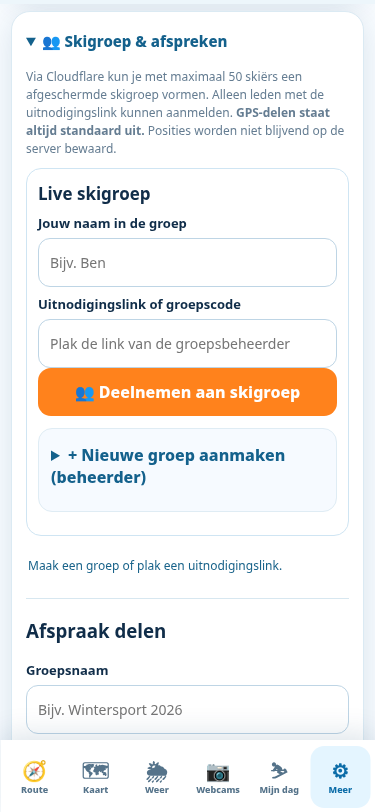 ▼ 👥 Skigroep & afspreken
Via Cloudflare kun je met maximaal 50 skiërs een
afgeschermde skigroep vormen. Alleen leden met de
uitnodigingslink kunnen aanmelden. GPS-delen staat
altijd standaard uit. Posities worden niet blijvend op de
server bewaard.
Live skigroep
Jouw naam in de groep
Bijv. Ben
Uitnodigingslink of groepscode
Plak de link van de groepsbeheerder
👥 Deelnemen aan skigroep
▶ + Nieuwe groep aanmaken
(beheerder)
Maak een groep of plak een uitnodigingslink.
Afspraak delen
Groepsnaam
Bijv. Wintersport 2026
Route Kaart Weer Webcams Mijn dag Meer